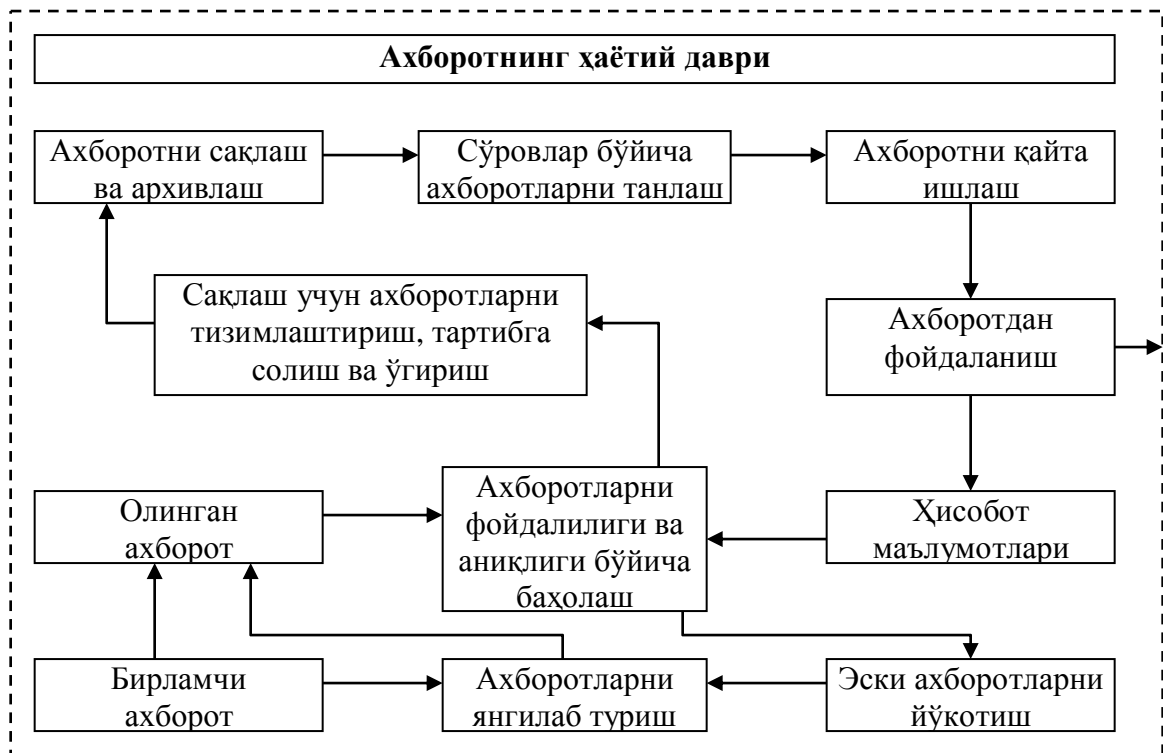 Ахборотнинг ҳаётий даври
Ахборотни сақлаш
ва архивлаш
Сўровлар бўйича
ахборотларни танлаш
Ахборотни қайта
ишлаш
Сақлаш учун ахборотларни
тизимлаштириш, тартибга
солиш ва ўгириш
Ахборотдан
фойдаланиш
Олинган
ахборот
Ахборотларни
фойдалилиги ва
аниқлиги бўйича
баҳолаш
Ҳисобот
маълумотлари
Бирламчи
ахборот
Ахборотларни
янгилаб туриш
Эски ахборотларни
йўкотиш